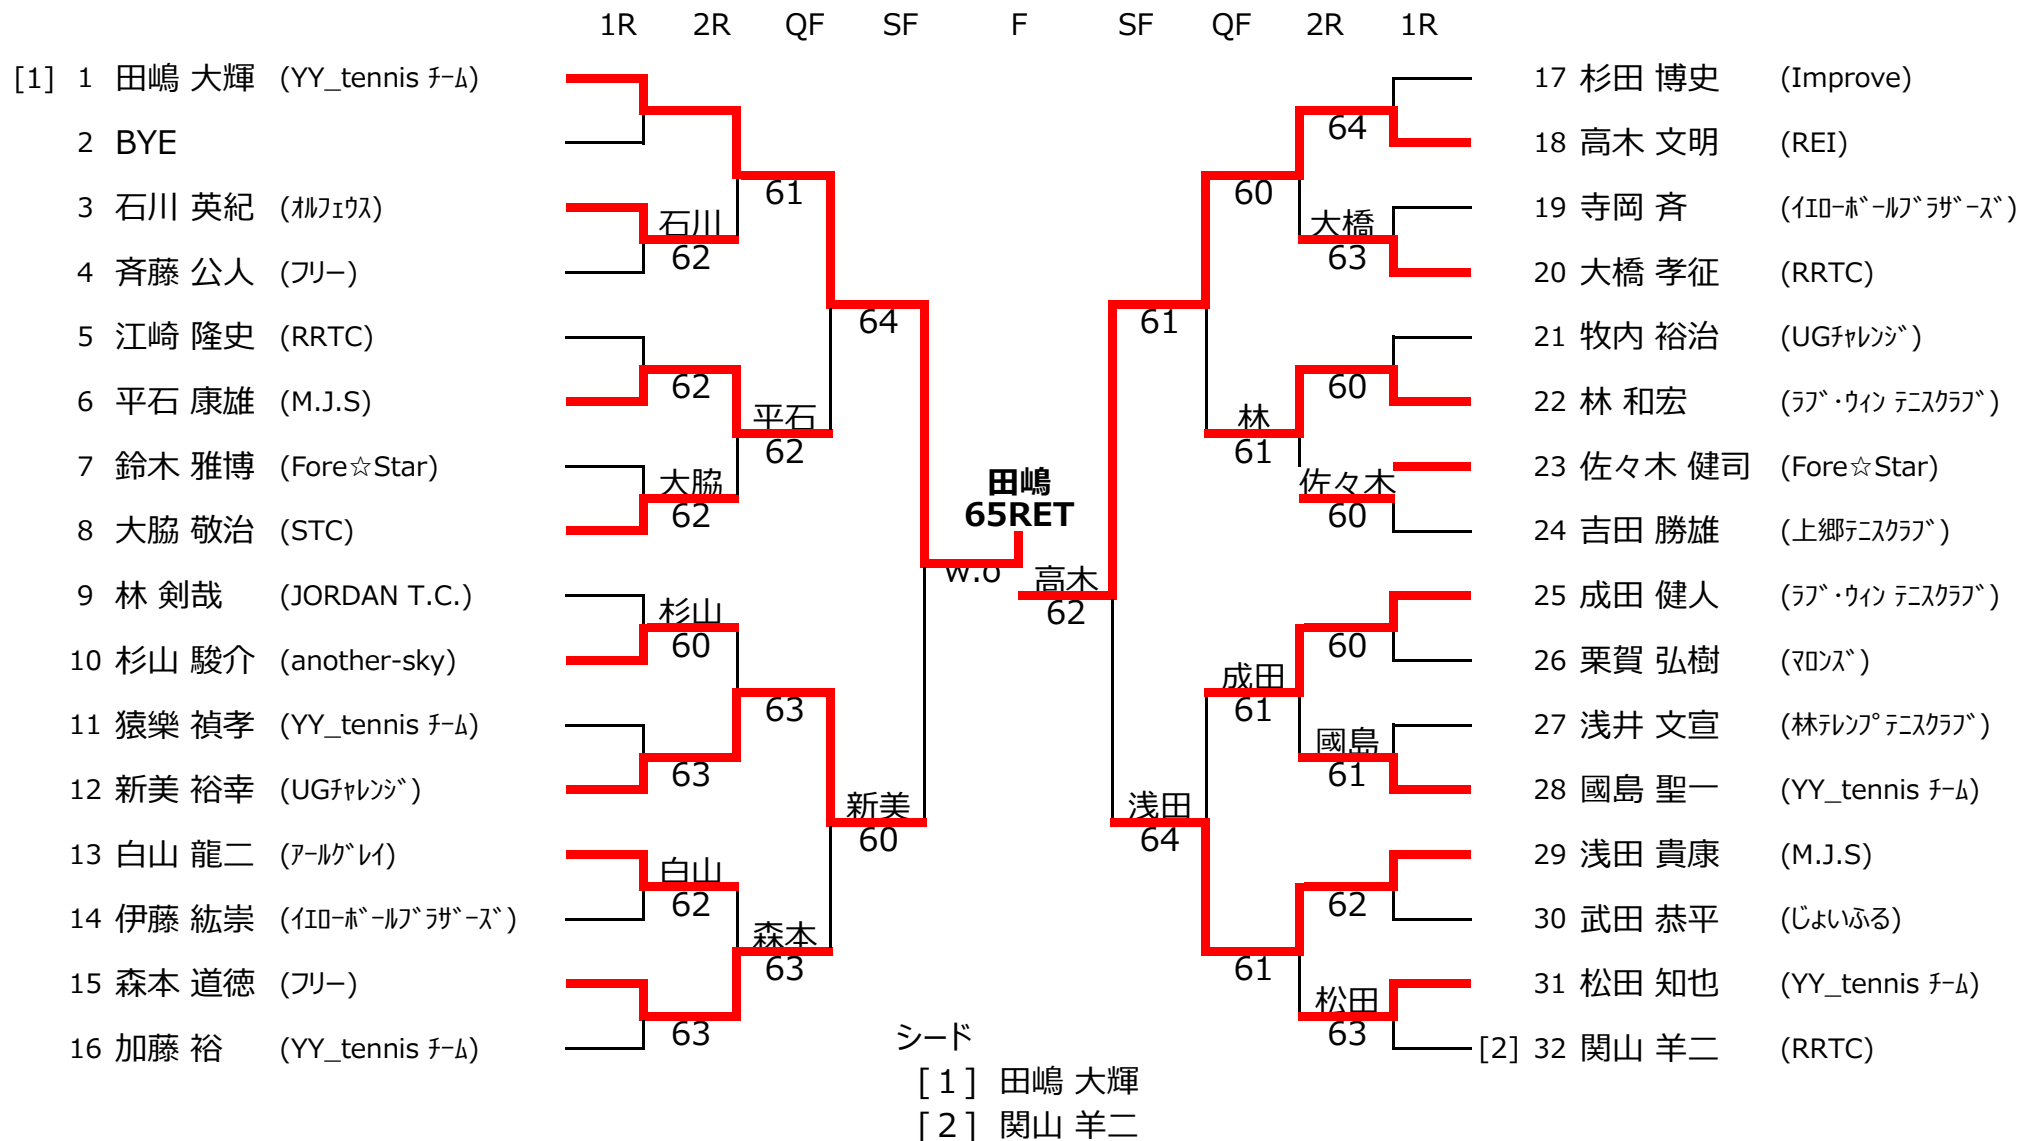 1R 2R QF SF F SF QF 2R 1R
[1] 1 田嶋 大輝 (YY_tennis ﾁｰﾑ)
2 BYE
3 石川 英紀 (ｵﾙﾌｪｳｽ)
4 斉藤 公人 (フリー)
5 江崎 隆史 (RRTC)
6 平石 康雄 (M.J.S)
7 鈴木 雅博 (Fore☆Star)
8 大脇 敬治 (STC)
9 林 剣哉 (JORDAN T.C.)
10 杉山 駿介 (another-sky)
11 猿樂 禎孝 (YY_tennis ﾁｰﾑ)
12 新美 裕幸 (UGﾁｬﾚﾝｼﾞ)
13 白山 龍二 (ｱｰﾙｸﾞﾚｲ)
14 伊藤 紘崇 (ｲｴﾛｰﾎﾞｰﾙﾌﾞﾗｻﾞｰｽﾞ)
15 森本 道徳 (フリー)
16 加藤 裕 (YY_tennis ﾁｰﾑ)
石川
62
62
大脇
62
杉山
60
63
白山
62
63
61
平石
62
63
森本
63
64
新美
60
w.o
田嶋
65RET
高木
62
61
浅田
64
60
林
61
成田
61
61
64
大橋
63
60
佐々木
60
60
國島
61
62
松田
63
17 杉田 博史 (Improve)
18 高木 文明 (REI)
19 寺岡 斉 (ｲｴﾛｰﾎﾞｰﾙﾌﾞﾗｻﾞｰｽﾞ)
20 大橋 孝征 (RRTC)
21 牧内 裕治 (UGﾁｬﾚﾝｼﾞ)
22 林 和宏 (ﾗﾌﾞ･ｳｨﾝ ﾃﾆｽｸﾗﾌﾞ)
23 佐々木 健司 (Fore☆Star)
24 吉田 勝雄 (上郷ﾃﾆｽｸﾗﾌﾞ)
25 成田 健人 (ﾗﾌﾞ･ｳｨﾝ ﾃﾆｽｸﾗﾌﾞ)
26 栗賀 弘樹 (ﾏﾛﾝｽﾞ)
27 浅井 文宣 (林ﾃﾚﾝﾌﾟﾃﾆｽｸﾗﾌﾞ)
28 國島 聖一 (YY_tennis ﾁｰﾑ)
29 浅田 貴康 (M.J.S)
30 武田 恭平 (じょいふる)
31 松田 知也 (YY_tennis ﾁｰﾑ)
[2] 32 関山 羊二 (RRTC)
シード
[ 1 ] 田嶋 大輝
[ 2 ] 関山 羊二